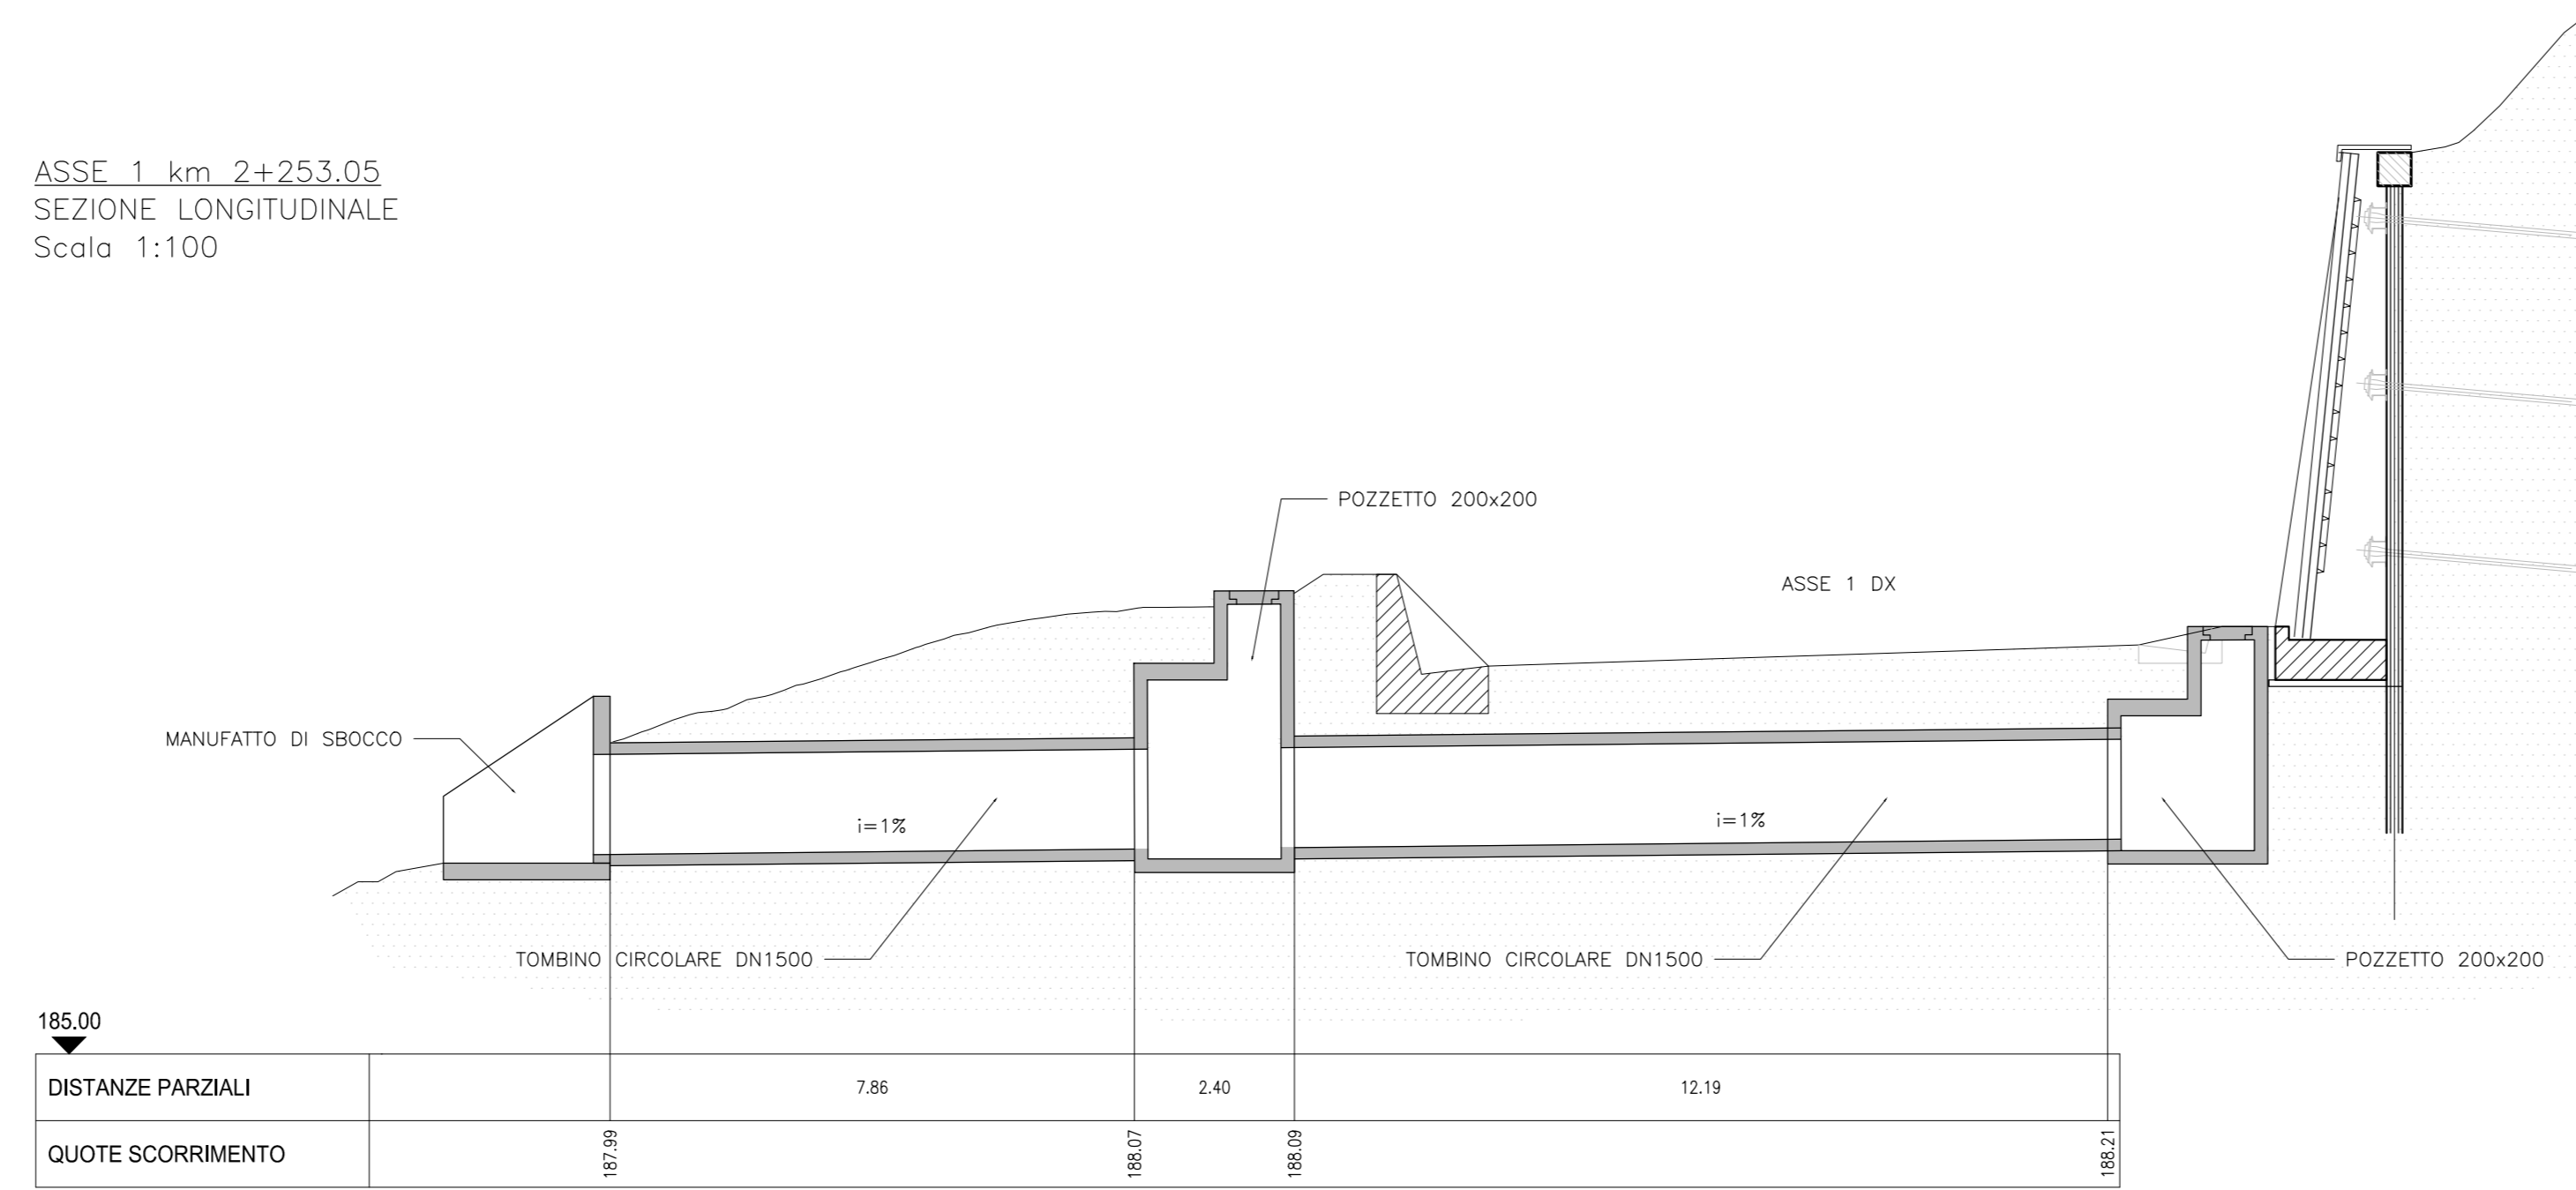 ASSE 1 km 2+253.05
SEZIONE LONGITUDINALE
Scala 1:100
POZZETTO 200x200
ASSE 1 DX
MANUFATTO DI SBOCCO
i=1%
i=1%
TOMBINO CIRCOLARE DN1500
TOMBINO CIRCOLARE DN1500
POZZETTO 200x200
185.00
DISTANZE PARZIALI
7.86
2.40
12.19
QUOTE SCORRIMENTO
187.99
188.07
188.09
188.21